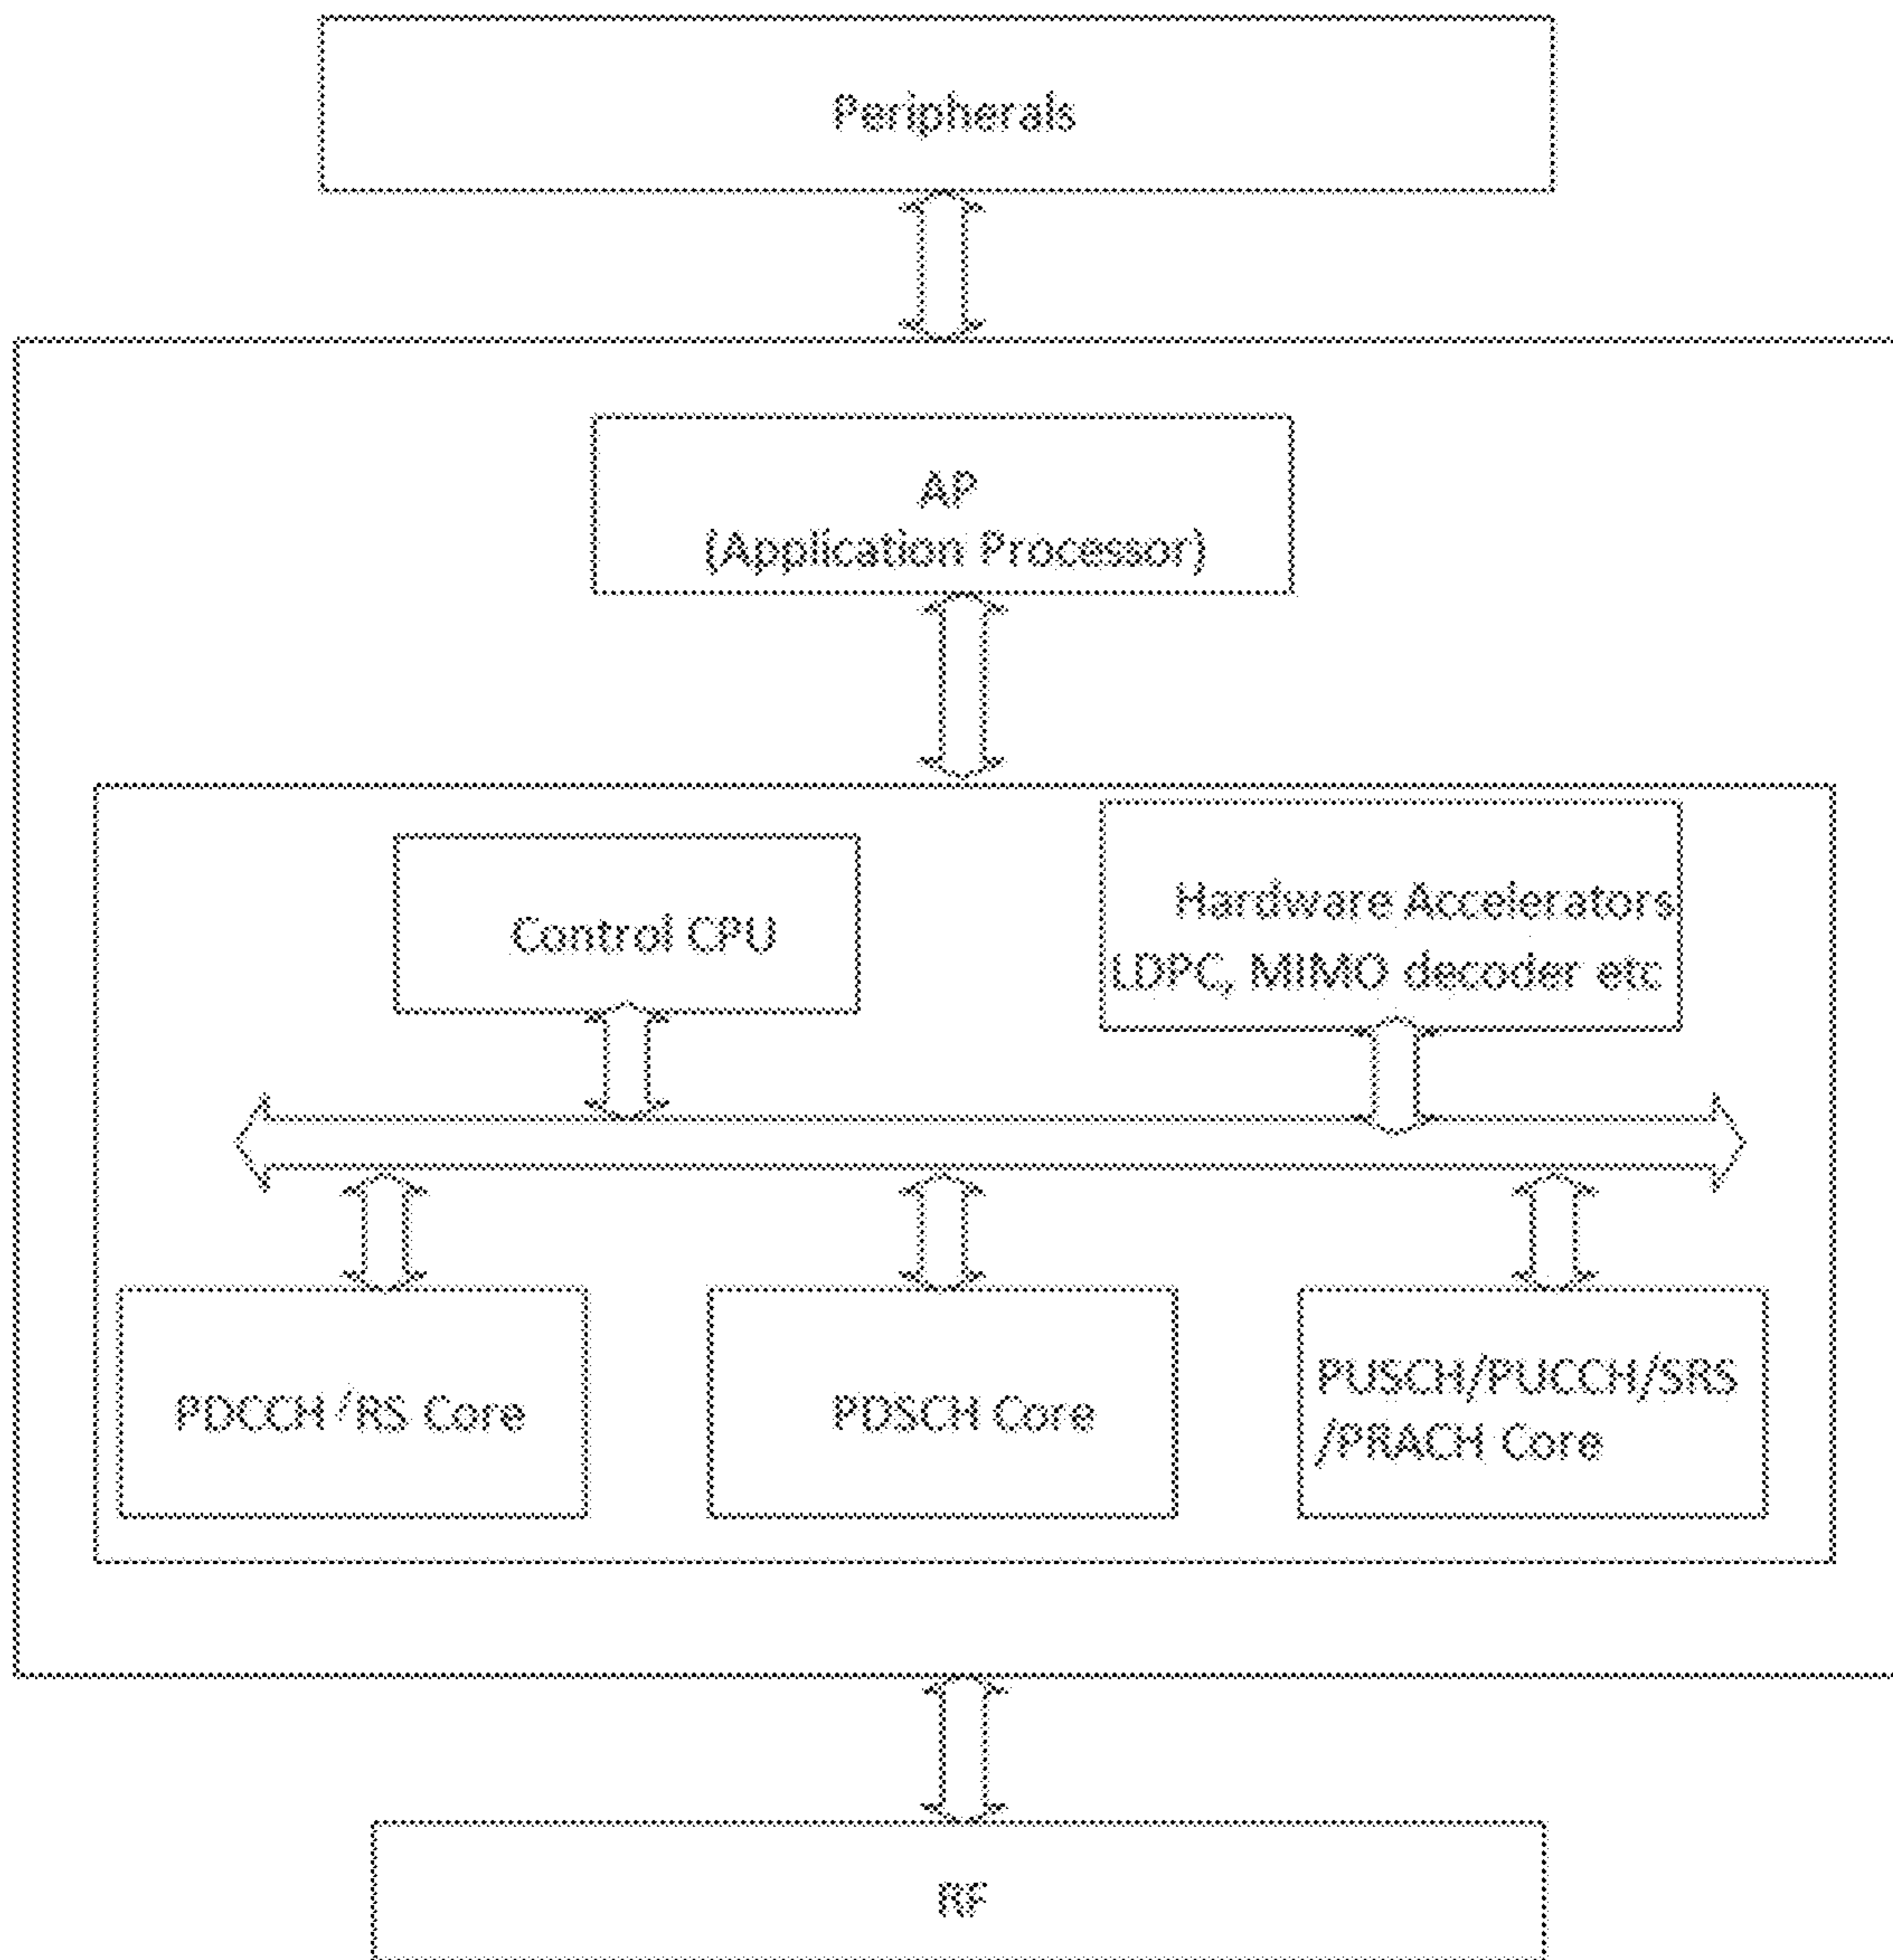 Peripherals
AP
(Application Processor)
Control CPU
Hardware Accelerators
LDPC, MIMO decoder etc
PDCCH /RS Core
PDSCH Core
PUSCH/PUCCH/SRS
/PRACH Core
RF